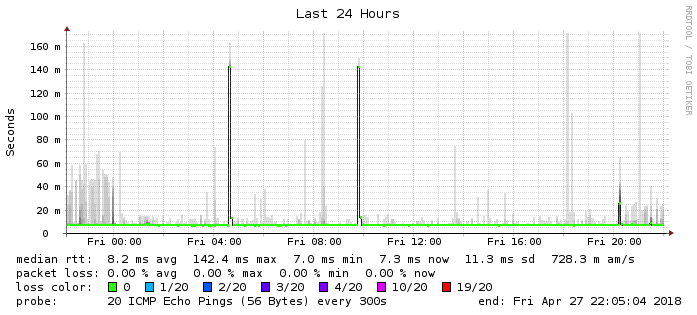 Last 24 Hours
RRDTOOL / TOBI OETIKER
Seconds
160 m
140 m
120 m
100 m
80 m
60 m
40 m
20 m
0
Fri 00:00 Fri 04:00 Fri 08:00 Fri 12:00 Fri 16:00 Fri 20:00
median rtt: 8.2 ms avg 142.4 ms max 7.0 ms min 7.3 ms now 11.3 ms sd 728.3 m am/s
packet loss: 0.00 % avg 0.00 % max 0.00 % min 0.00 % now
loss color: 0 1/20 2/20 3/20 4/20 10/20 19/20
probe: 20 ICMP Echo Pings (56 Bytes) every 300s end: Fri Apr 27 22:05:04 2018